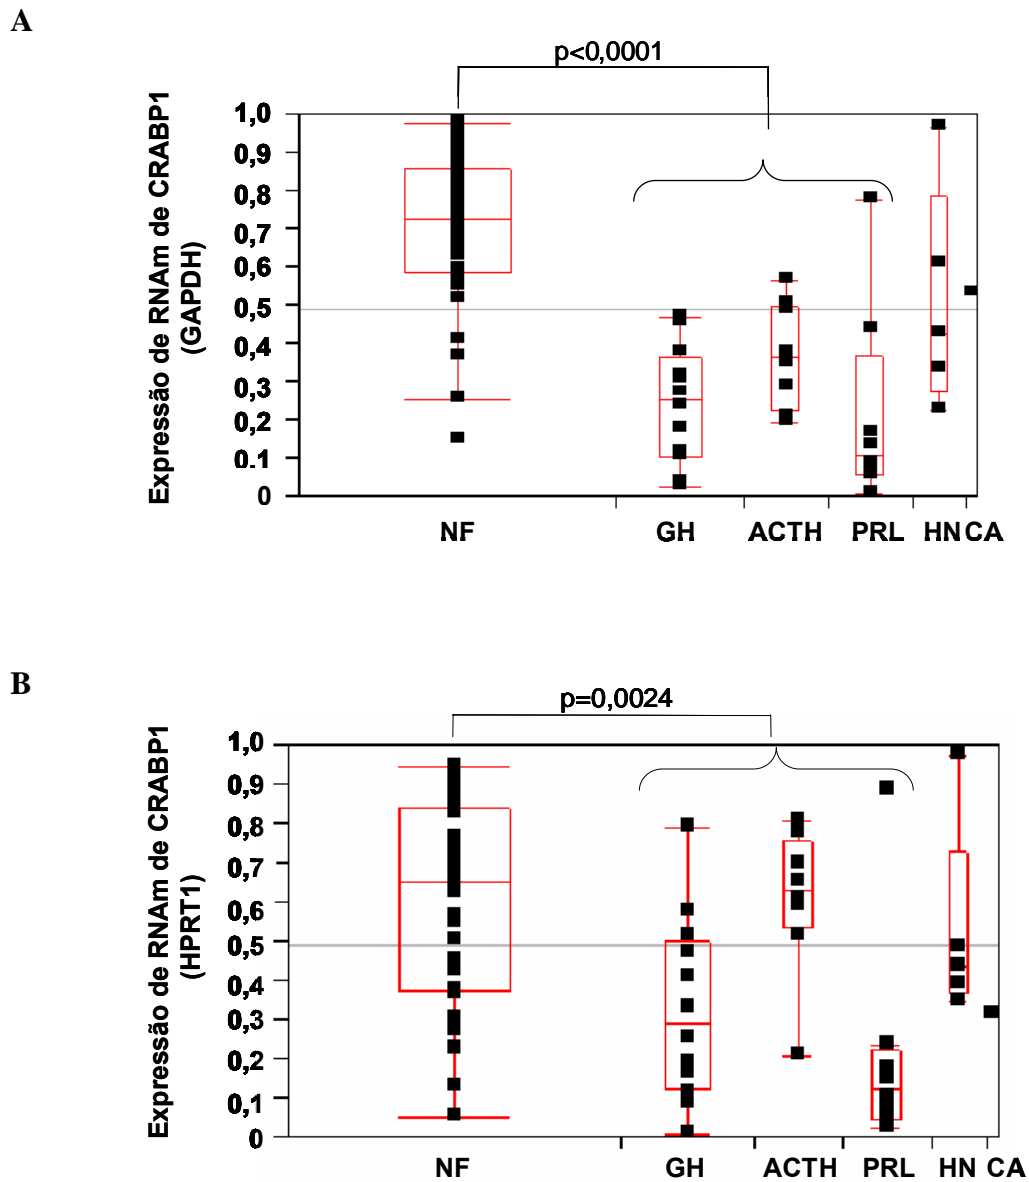 A
p<0,0001
Expressão de RNAm de CRABP1
(GAPDH)
1,0
0,9
0,8
0,7
0,6
0,5
0,4
0,3
0,2
0.1
0
NF GH ACTH PRL HN CA
B
p=0,0024
Expressão de RNAm de CRABP1
(HPRT1)
1,0
0,9
0,8
0,7
0,6
0,5
0,4
0,3
0,2
0,1
0
NF GH ACTH PRL HN CA